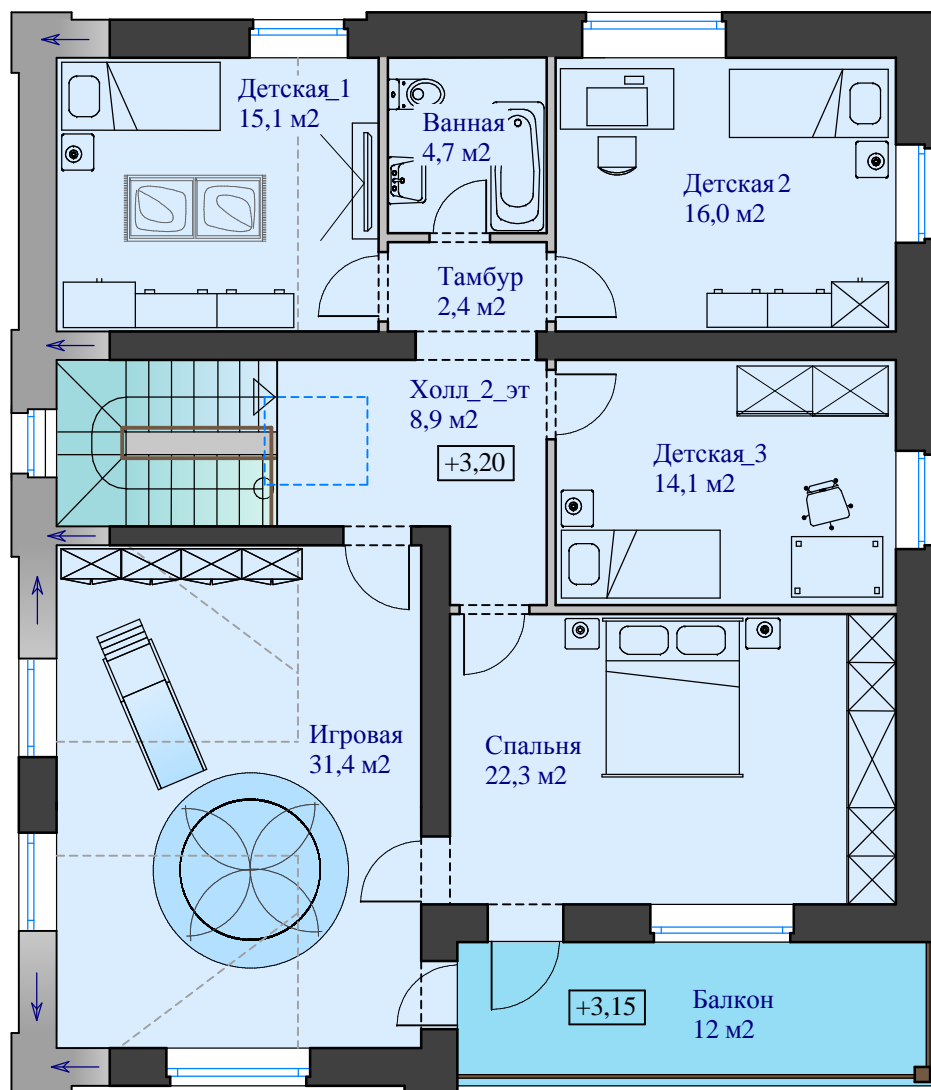 Детская_1
15,1 м2
Ванная
4,7 м2
Детская 2
16,0 м2
Тамбур
2,4 м2
Холл_2_эт
8,9 м2
+3,20
Детская_3
14,1 м2
Игровая
31,4 м2
Спальня
22,3 м2
+3,15
Балкон
12 м2